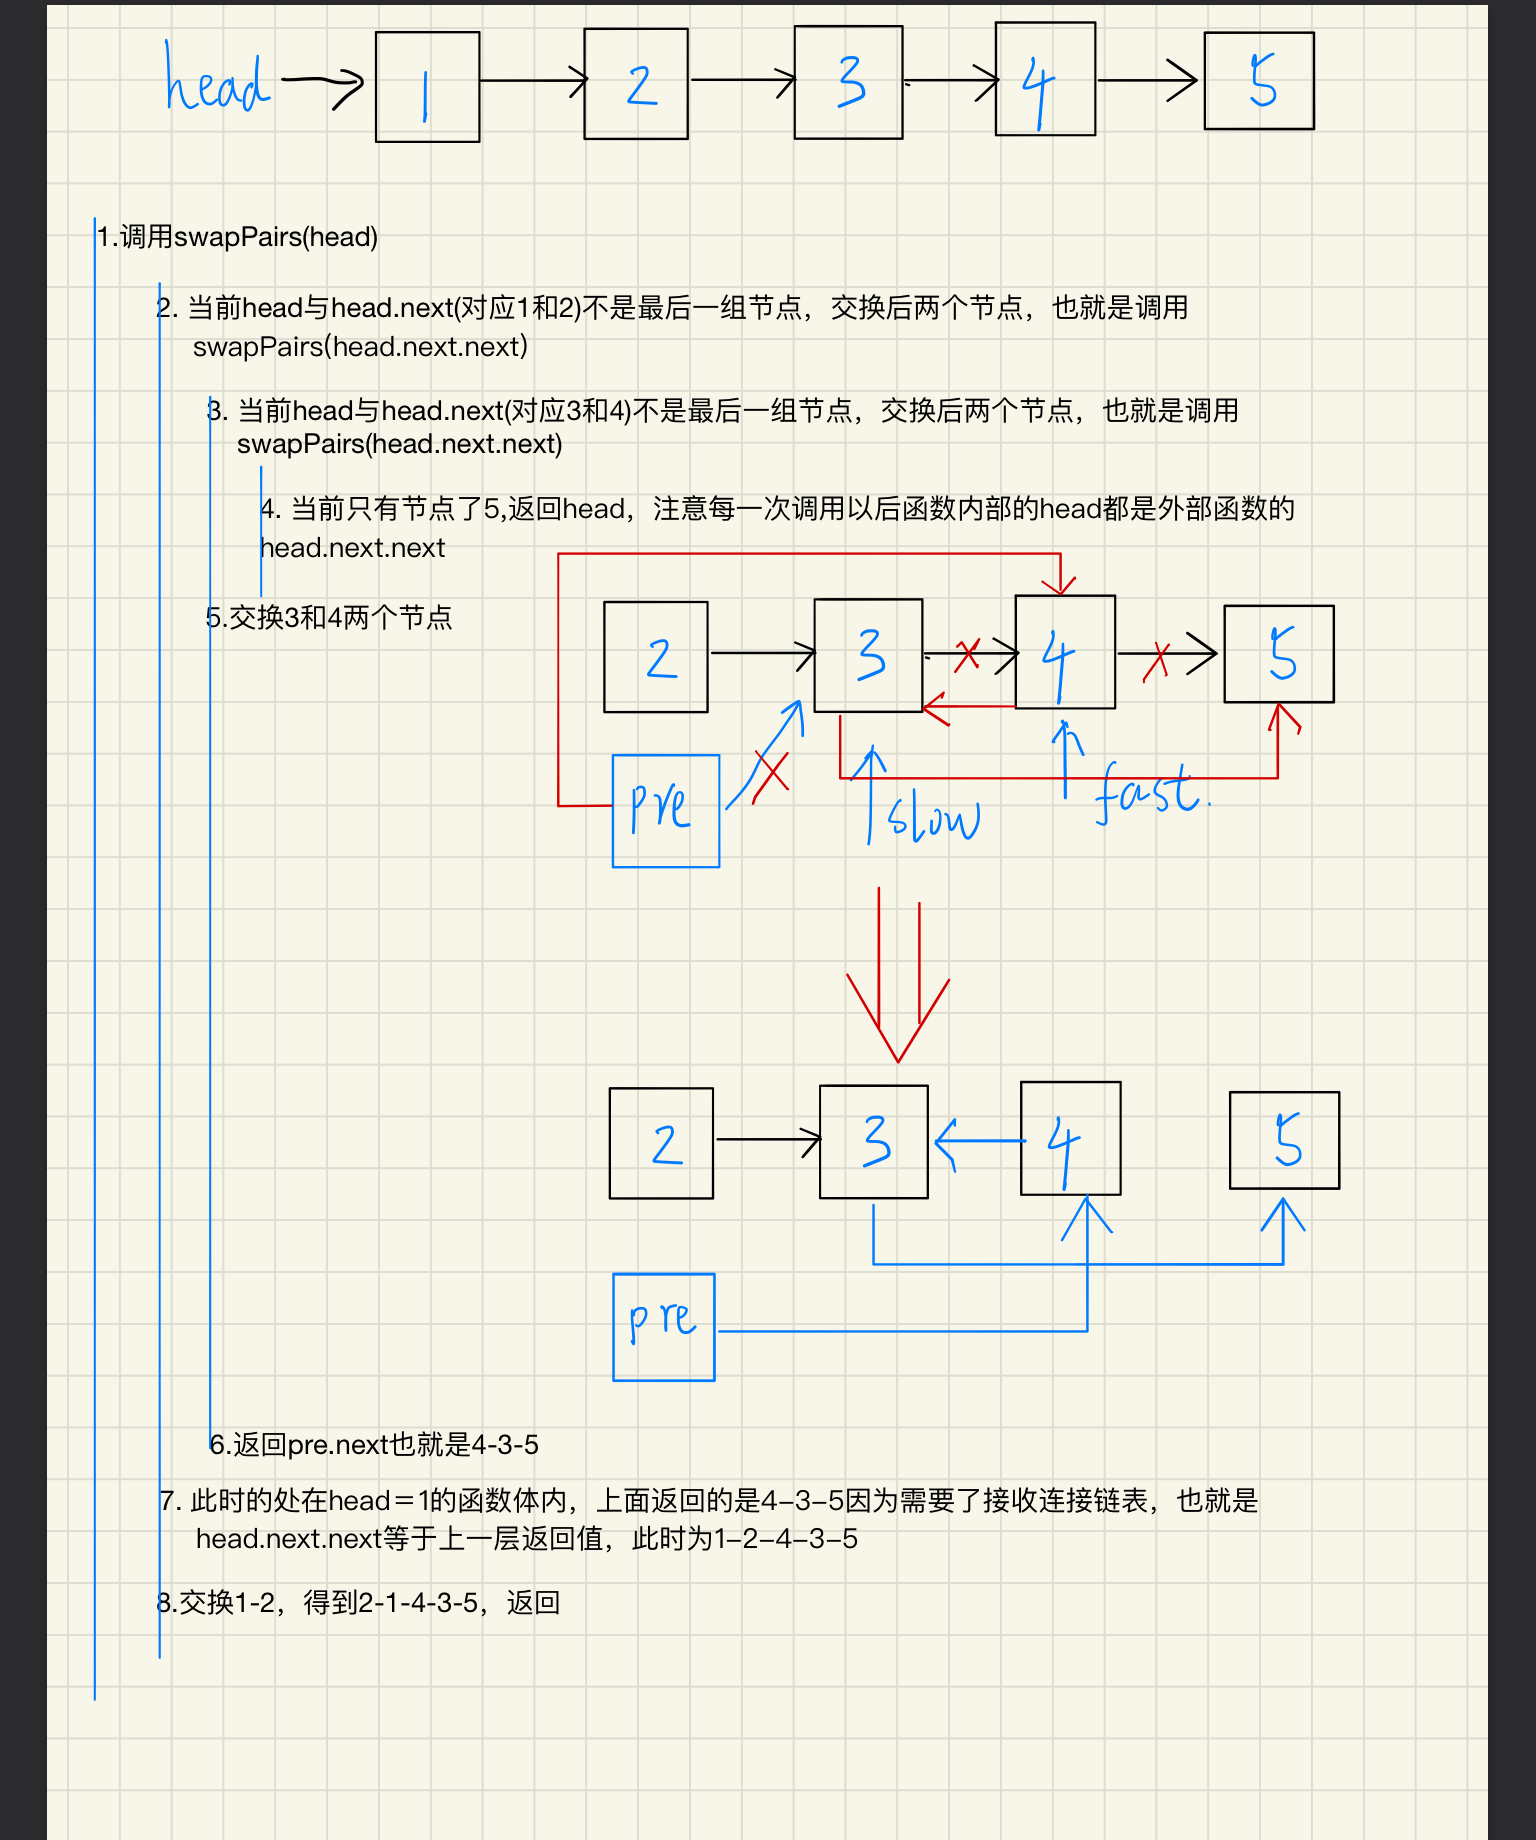 head 1 2 3 4 5
1.调用swapPairs(head)
2. 当前head与head.next(对应1和2)不是最后一组节点，交换后两个节点，也就是调用
swapPairs(head.next.next)
3. 当前head与head.next(对应3和4)不是最后一组节点，交换后两个节点，也就是调用
swapPairs(head.next.next)
4. 当前只有节点了5,返回head，注意每一次调用以后函数内部的head都是外部函数的
head.next.next
5.交换3和4两个节点
2 3 4 5
pre slow fast.
2 3 4 5
pre
6.返回pre.next也就是4-3-5
7. 此时的处在head＝1的函数体内，上面返回的是4-3-5因为需要了接收连接链表，也就是
head.next.next等于上一层返回值，此时为1-2-4-3-5
8.交换1-2，得到2-1-4-3-5，返回